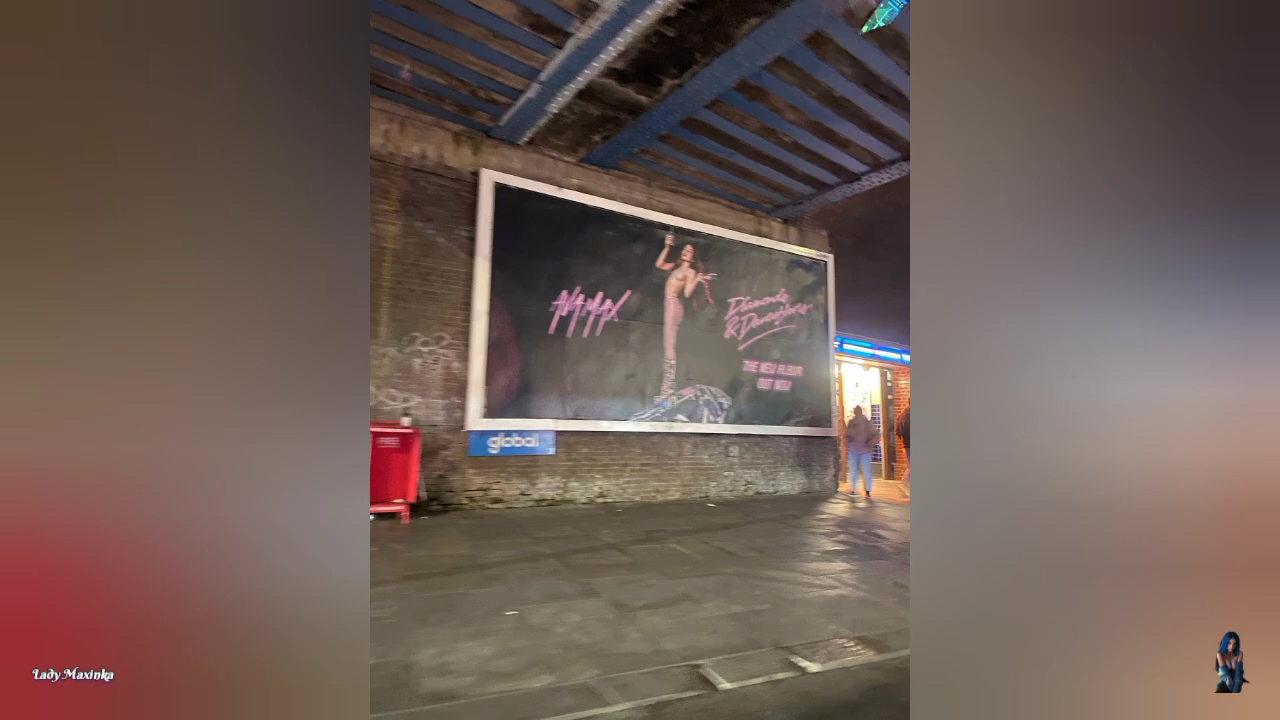 AVA MAX
Diamonds
& Dancefloors
THE NEW ALBUM
OUT NOW
global
Lady Maxinka